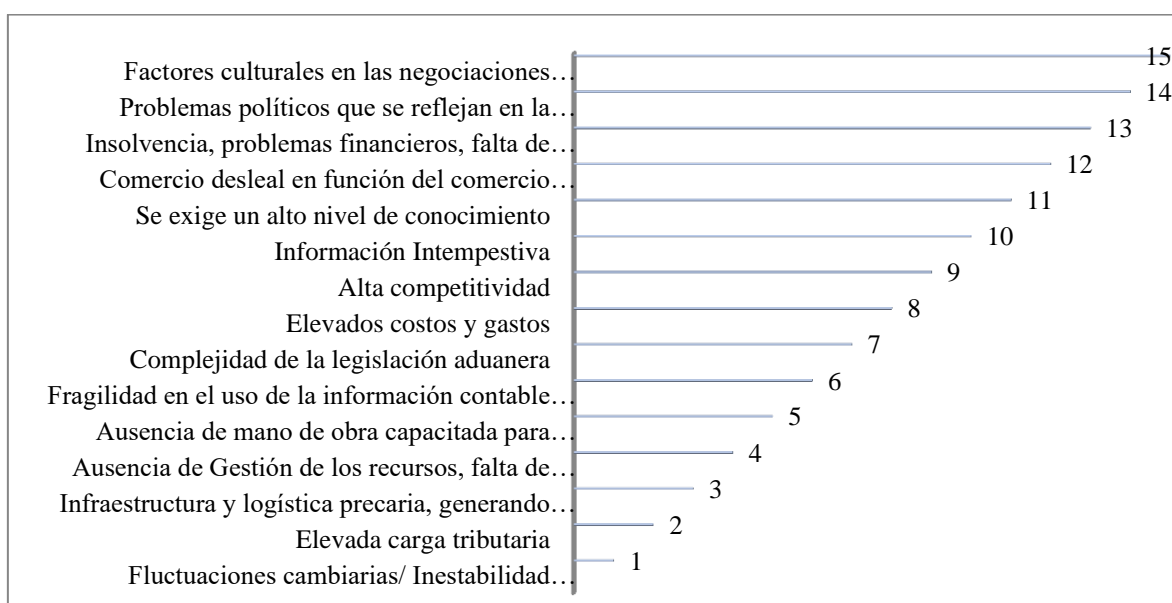 15
Factores culturales en las negociaciones…
14
Problemas políticos que se reflejan en la…
13
Insolvencia, problemas financieros, falta de…
12
Comercio desleal en función del comercio…
11
Se exige un alto nivel de conocimiento
10
Información Intempestiva
9
Alta competitividad
8
Elevados costos y gastos
7
Complejidad de la legislación aduanera
6
Fragilidad en el uso de la información contable…
5
Ausencia de mano de obra capacitada para…
4
Ausencia de Gestión de los recursos, falta de…
3
Infraestructura y logística precaria, generando…
2
Elevada carga tributaria
1
Fluctuaciones cambiarias/ Inestabilidad…